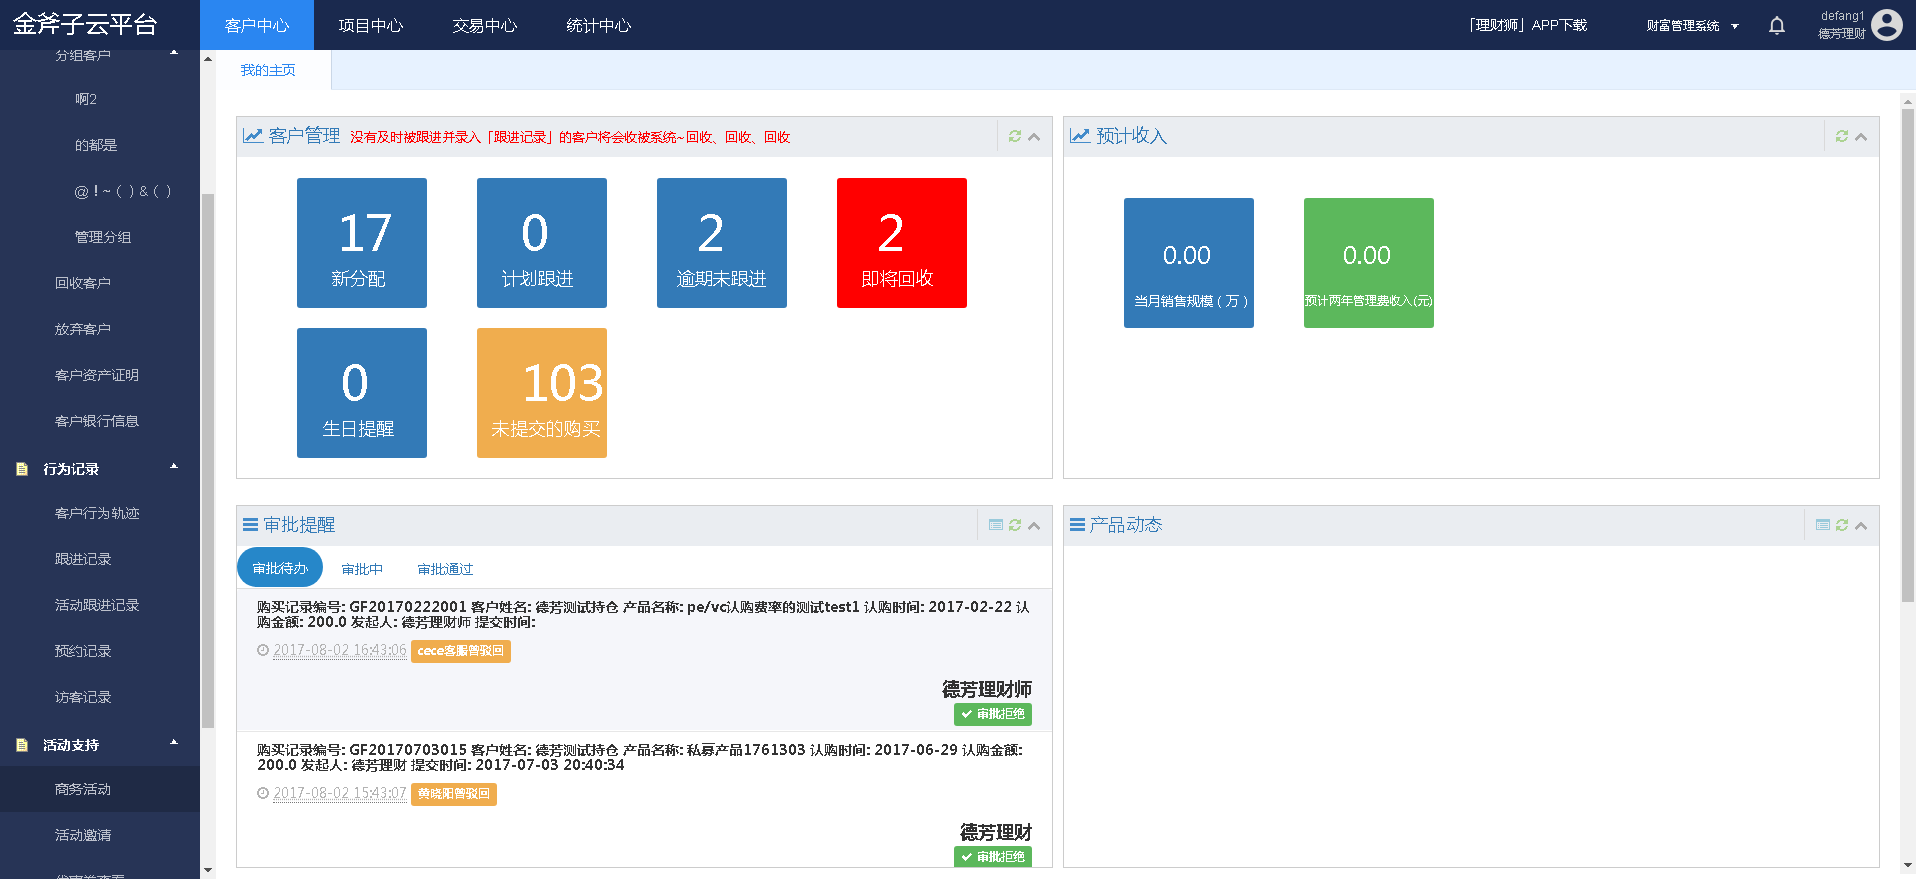 金斧子云平台
客户中心
项目中心
交易中心
统计中心
「理财狮」APP下载
财富管理系统
defang1
德芳理财
分组客户
啊2
的都是
@！~（ ）&（ ）
管理分组
回收客户
放弃客户
客户资产证明
客户银行信息
行为记录
客户行为轨迹
跟进记录
活动跟进记录
预约记录
访客记录
活动支持
商务活动
活动邀请
我的主页
客户管理 没有及时被跟进并录入「跟进记录」的客户将会收被系统~回收、回收、回收
17
新分配
0
计划跟进
2
逾期未跟进
2
即将回收
0
生日提醒
103
未提交的购买
预计收入
0.00
当月销售规模（万）
0.00
预计两年管理费收入(元)
审批提醒
审批待办
审批中
审批通过
购买记录编号: GF20170222001 客户姓名: 德芳测试持仓 产品名称: pe/vc认购费率的测试test1 认购时间: 2017-02-22 认
购金额: 200.0 发起人: 德芳理财师 提交时间:
2017-08-02 16:43:06 cece客服曾驳回
德芳理财师
审批拒绝
购买记录编号: GF20170703015 客户姓名: 德芳测试持仓 产品名称: 私募产品1761303 认购时间: 2017-06-29 认购金额:
200.0 发起人: 德芳理财 提交时间: 2017-07-03 20:40:34
2017-08-02 15:43:07 黄晓阳曾驳回
德芳理财
审批拒绝
产品动态